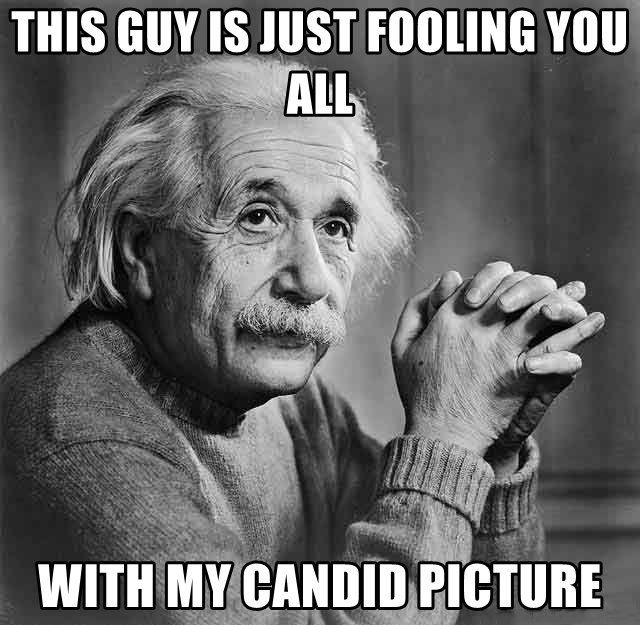 THIS GUY IS JUST FOOLING YOU
ALL
WITH MY CANDID PICTURE